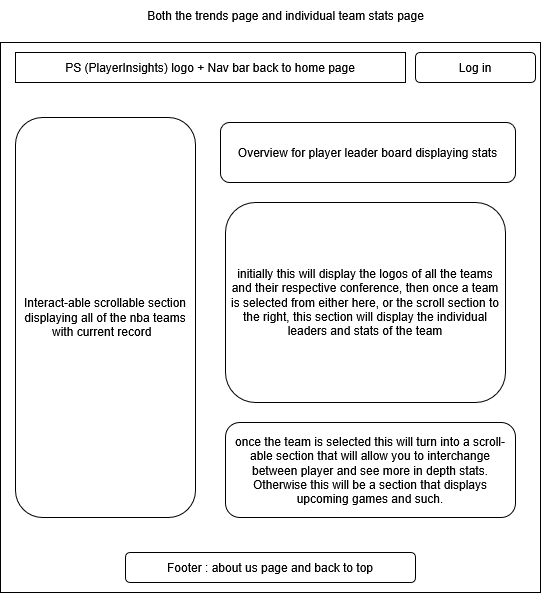 Both the trends page and individual team stats page
PS (PlayerInsights) logo + Nav bar back to home page
Log in
Interact-able scrollable section
displaying all of the nba teams
with current record
Overview for player leader board displaying stats
initially this will display the logos of all the teams
and their respective conference, then once a team
is selected from either here, or the scroll section to
the right, this section will display the individual
leaders and stats of the team
once the team is selected this will turn into a scroll-
able section that will allow you to interchange
between player and see more in depth stats.
Otherwise this will be a section that displays
upcoming games and such.
Footer : about us page and back to top